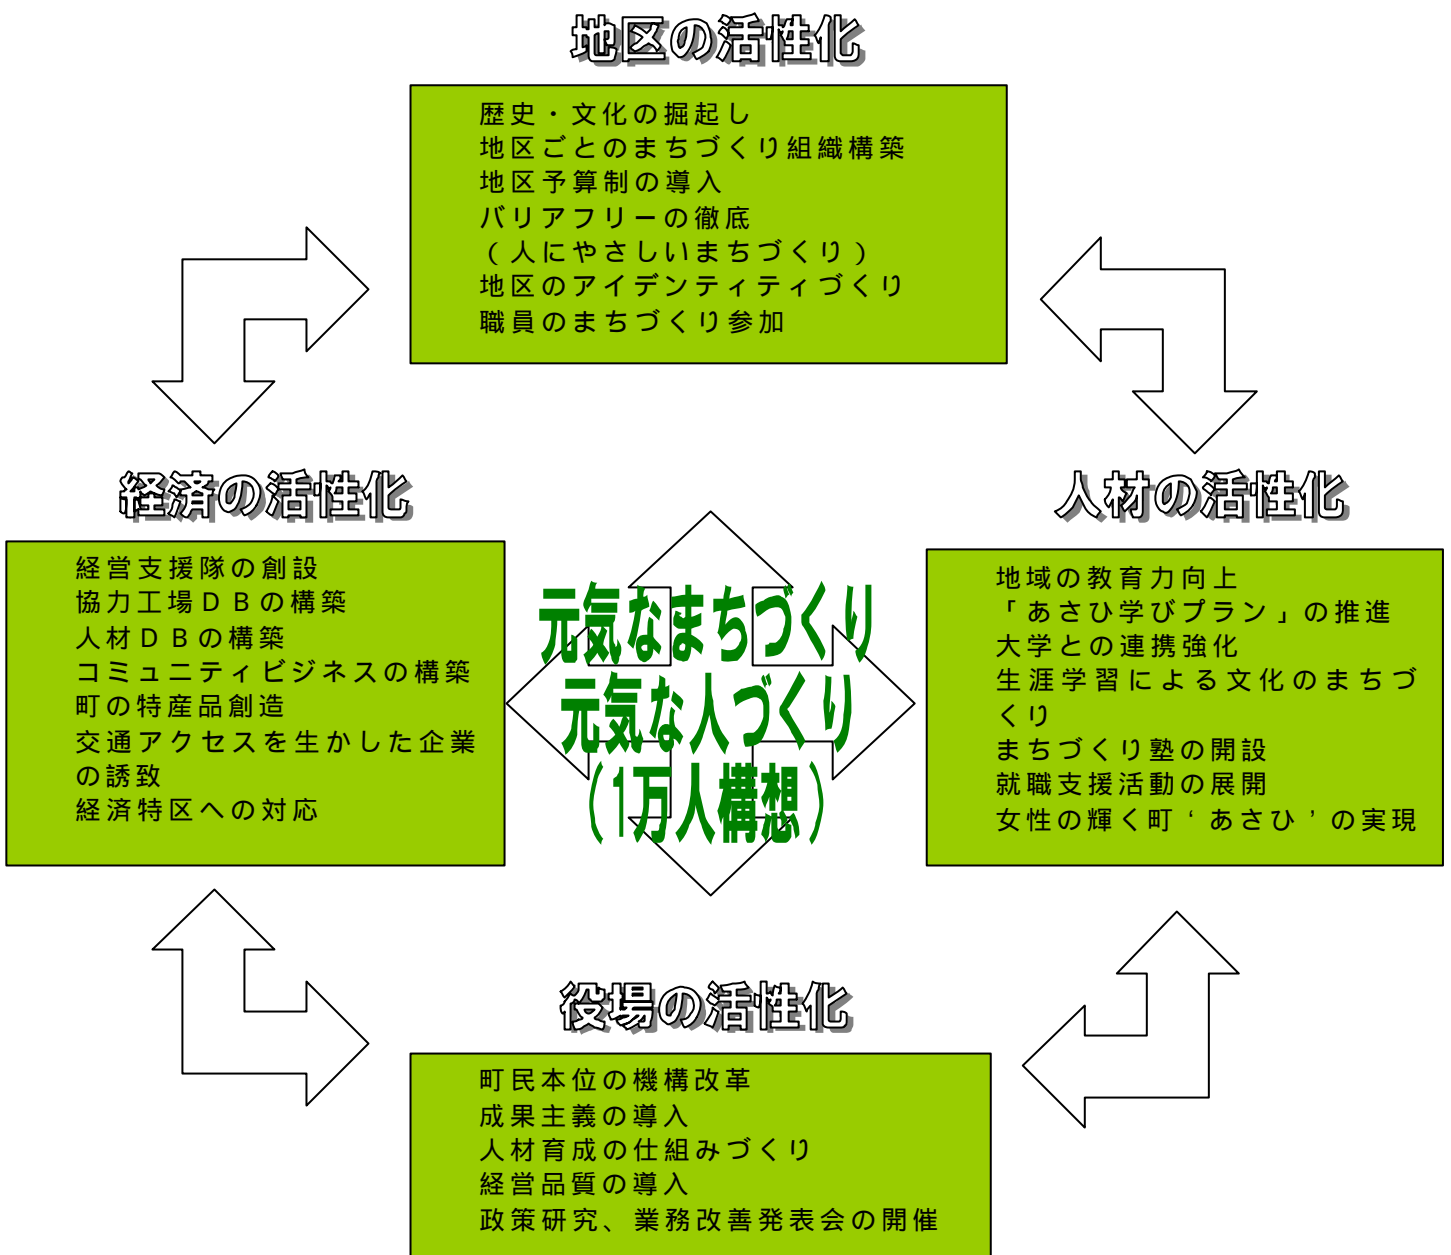 地区の活性化
歴史・文化の掘起し
地区ごとのまちづくり組織構築
地区予算制の導入
バリアフリーの徹底
（人にやさしいまちづくり）
地区のアイデンティティづくり
職員のまちづくり参加
経済の活性化
経営支援隊の創設
協力工場ＤＢの構築
人材ＤＢの構築
コミュニティビジネスの構築
町の特産品創造
交通アクセスを生かした企業
の誘致
経済特区への対応
元気なまちづくり
元気な人づくり
（1万人構想）
人材の活性化
地域の教育力向上
「あさひ学びプラン」の推進
大学との連携強化
生涯学習による文化のまちづ
くり
まちづくり塾の開設
就職支援活動の展開
女性の輝く町‘あさひ’の実現
役場の活性化
町民本位の機構改革
成果主義の導入
人材育成の仕組みづくり
経営品質の導入
政策研究、業務改善発表会の開催